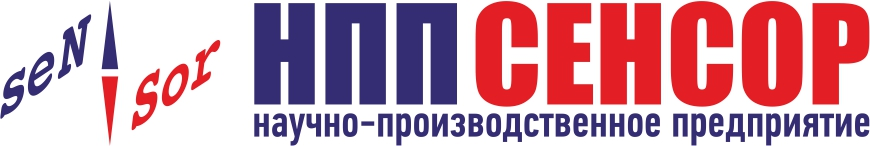 seN sor
НПП СЕНСОР
научно-производственное предприятие